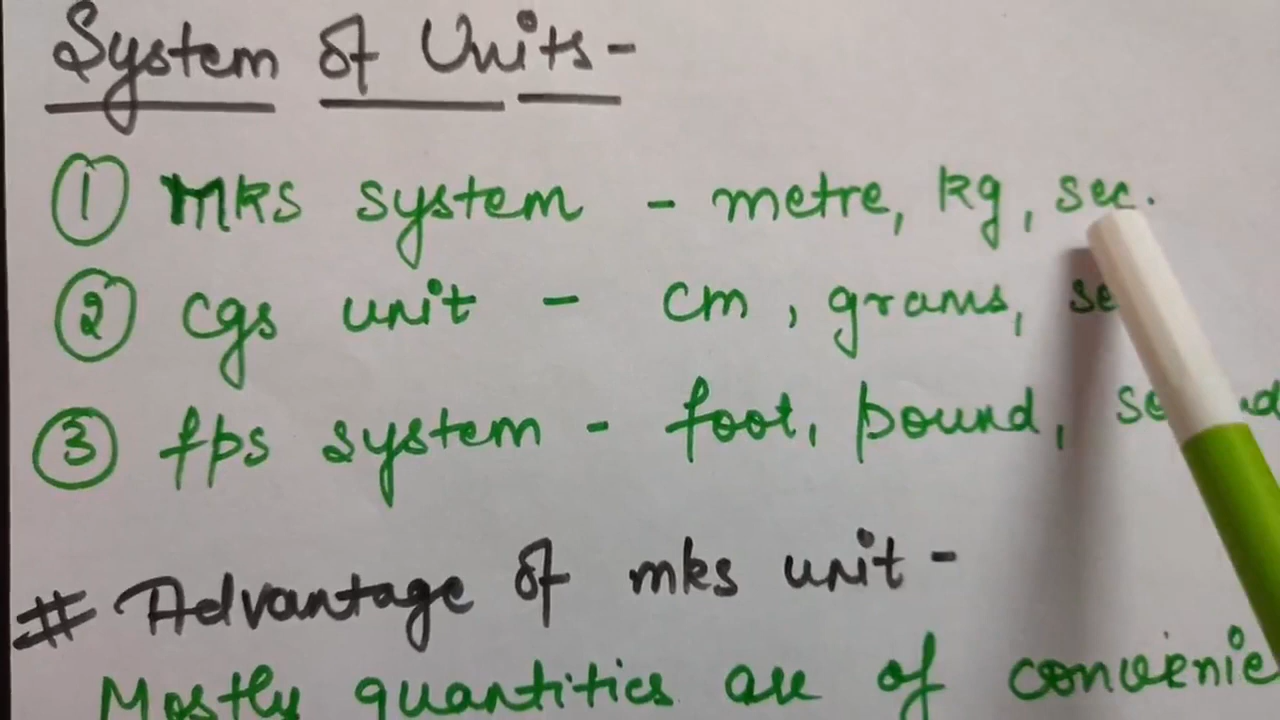 System of Units-
① MKS system - metre, kg, sec.
② cgs unit - cm, grams,
③ fps system - foot, pound,
# Advantage of mks unit -
Mostly quantities are of